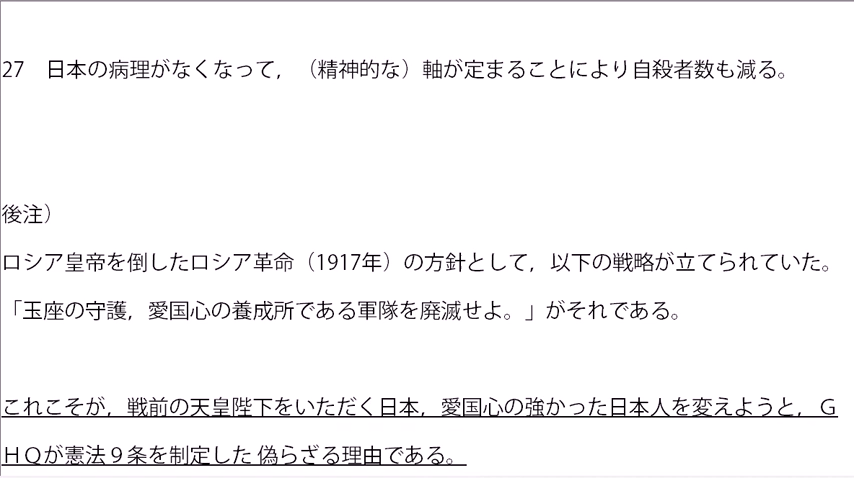 27　日本の病理がなくなって，（精神的な）軸が定まることにより自殺者数も減る。
後注）
ロシア皇帝を倒したロシア革命（1917年）の方針として，以下の戦略が立てられていた。
「玉座の守護，愛国心の養成所である軍隊を廃滅せよ。」がそれである。
これこそが，戦前の天皇陛下をいただく日本，愛国心の強かった日本人を変えようと，Ｇ
ＨＱが憲法９条を制定した 偽らざる理由である。